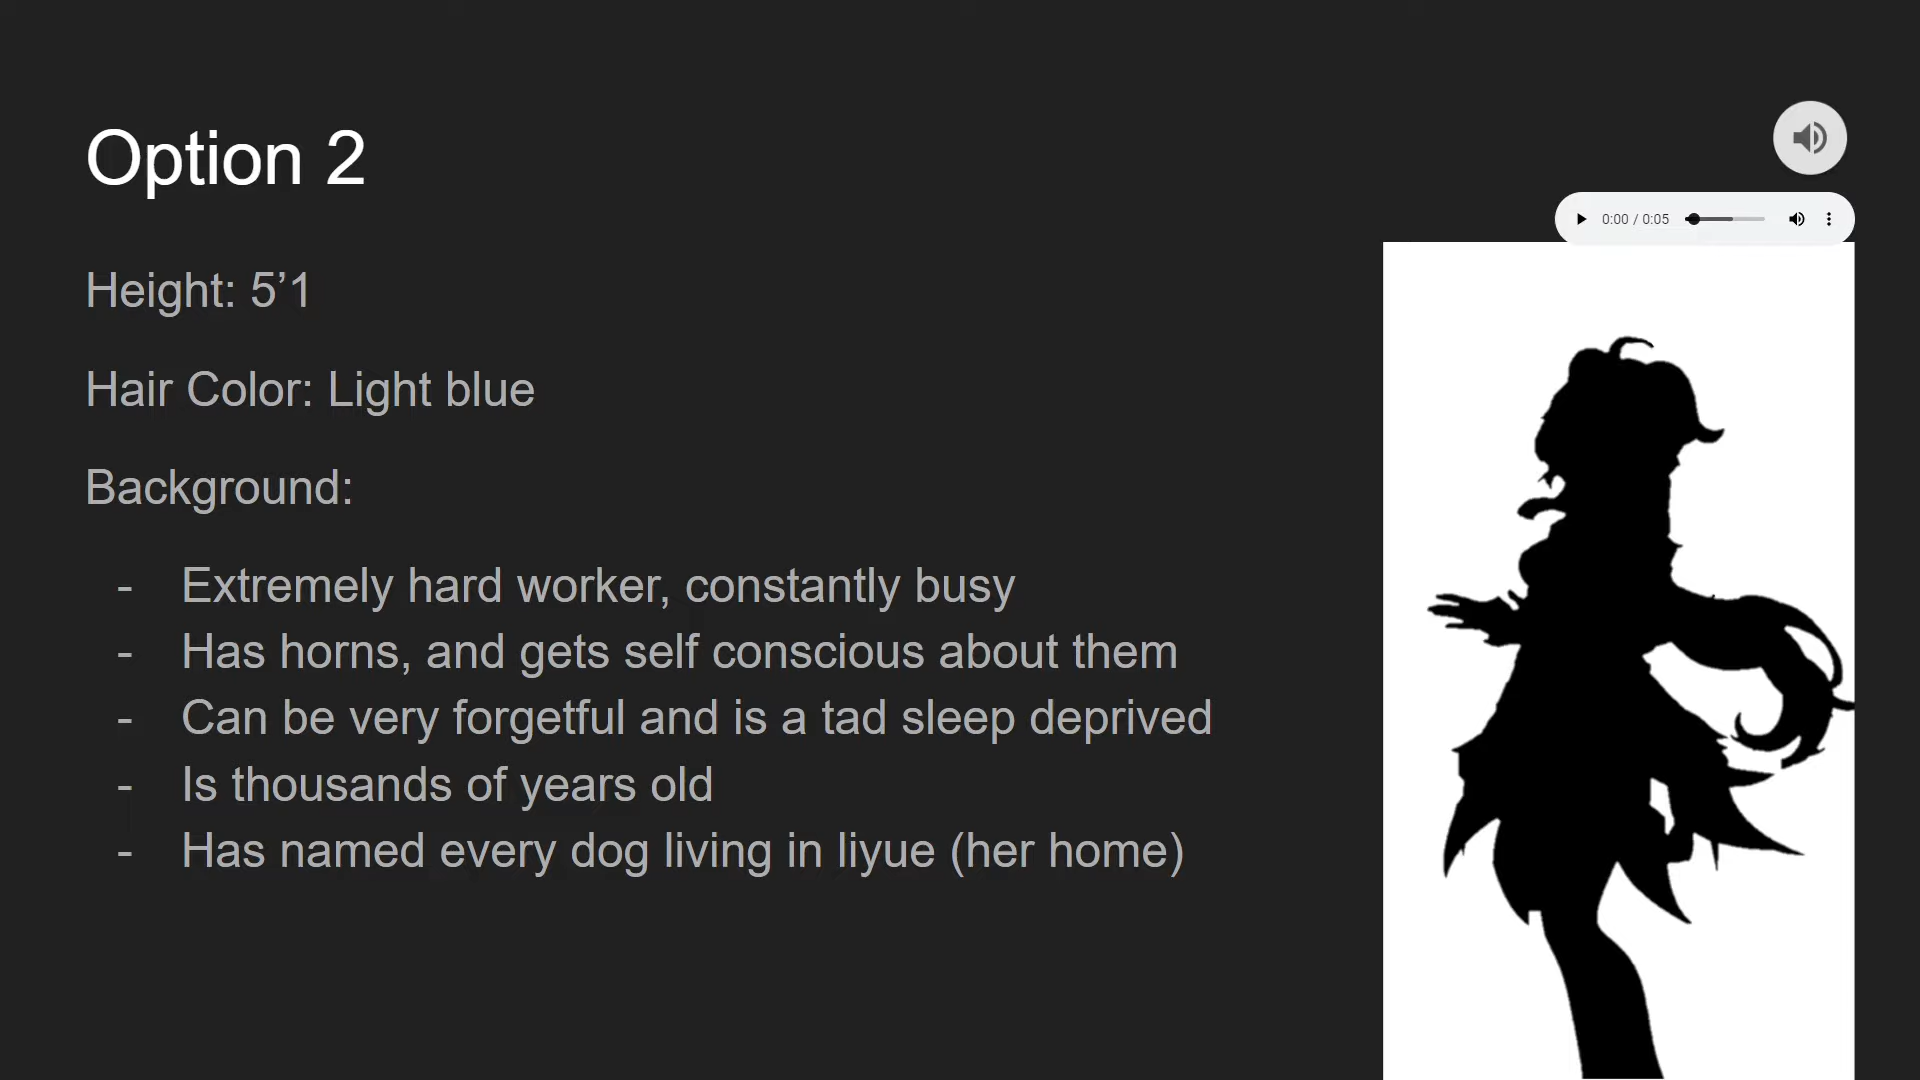 Option 2
0:00 / 0:05
Height: 5’1
Hair Color: Light blue
Background:
- Extremely hard worker, constantly busy
- Has horns, and gets self conscious about them
- Can be very forgetful and is a tad sleep deprived
- Is thousands of years old
- Has named every dog living in liyue (her home)